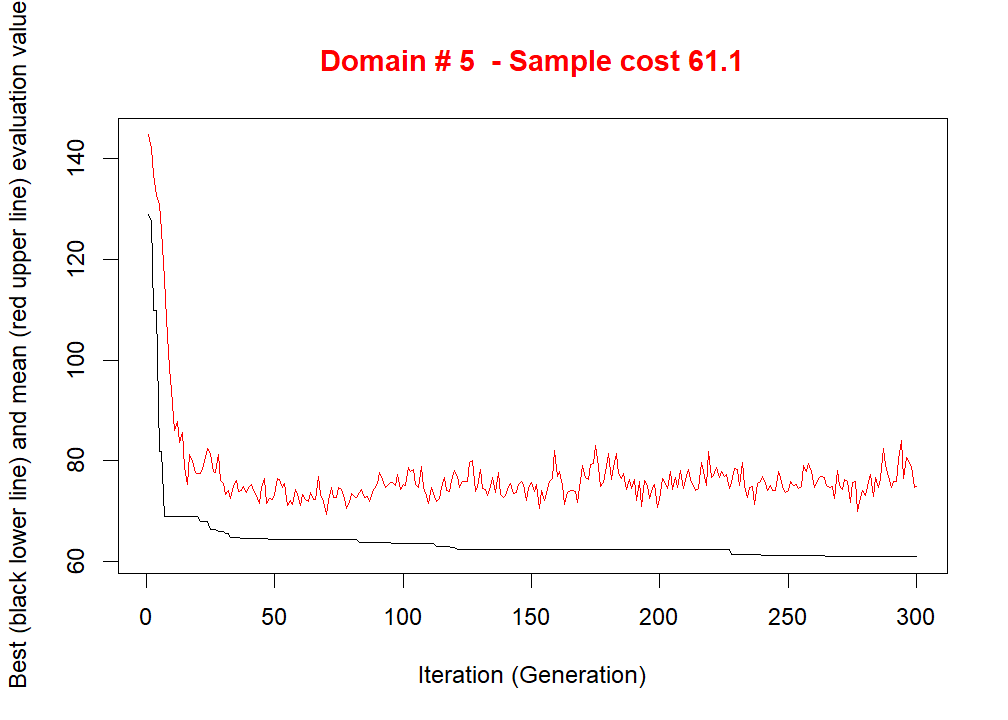 Domain # 5  - Sample cost 61.1
Best (black lower line) and mean (red upper line) evaluation value
140
120
100
80
60
0 50 100 150 200 250 300
Iteration (Generation)